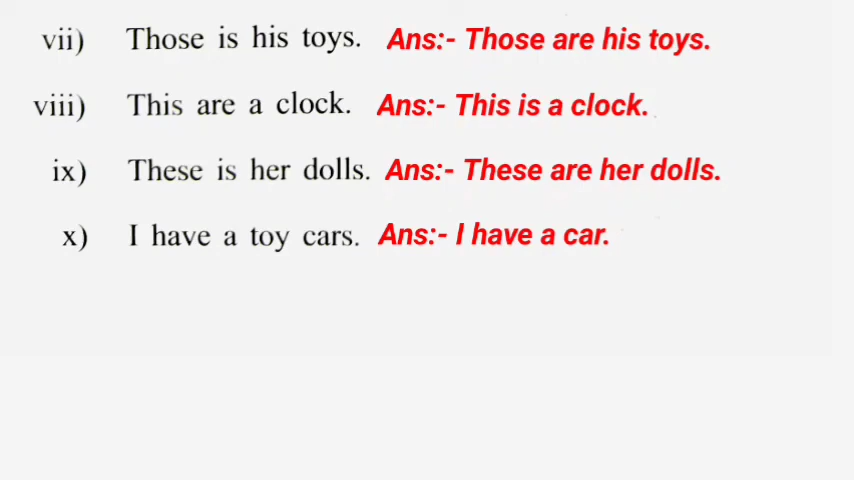 vii) Those is his toys. Ans:- Those are his toys.
viii) This are a clock. Ans:- This is a clock.
ix) These is her dolls. Ans:- These are her dolls.
x) I have a toy cars. Ans:- I have a car.